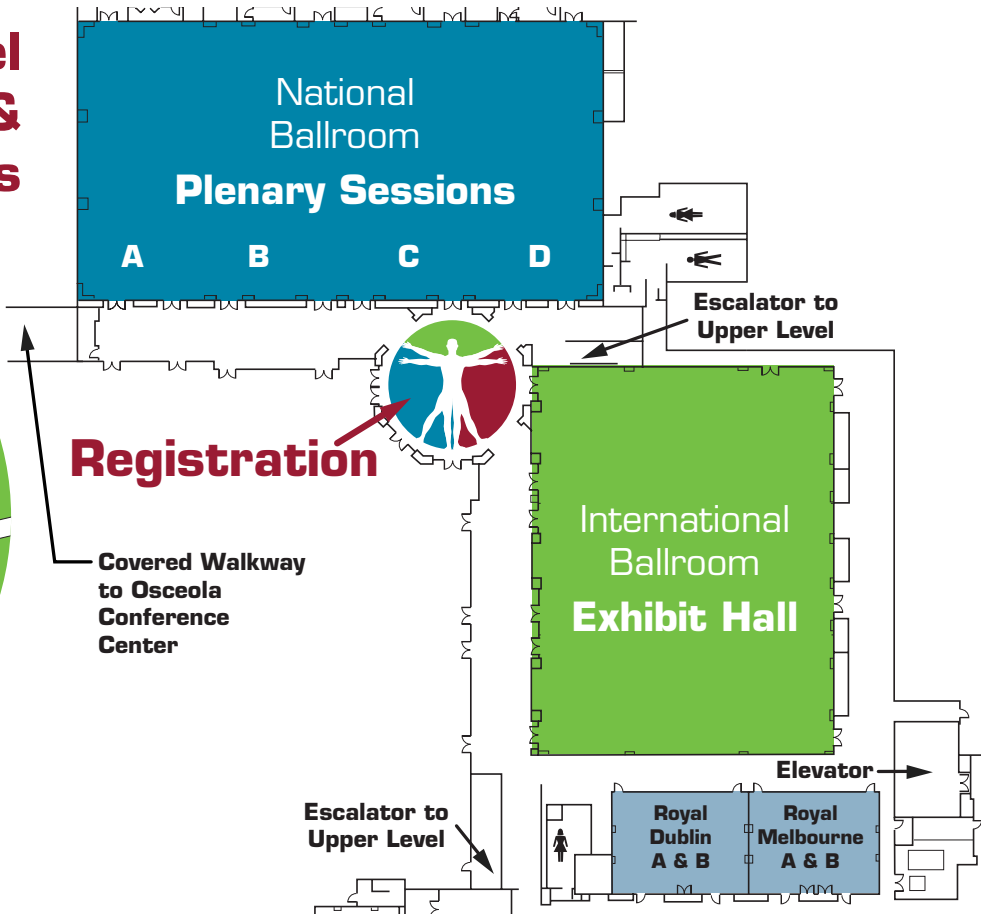 el
&
s
National
Ballroom
Plenary Sessions
A B C D
Escalator to
Upper Level
Registration
International
Ballroom
Exhibit Hall
Covered Walkway
to Osceola
Conference
Center
Elevator
Escalator to
Upper Level
Royal
Dublin
A & B
Royal
Melbourne
A & B